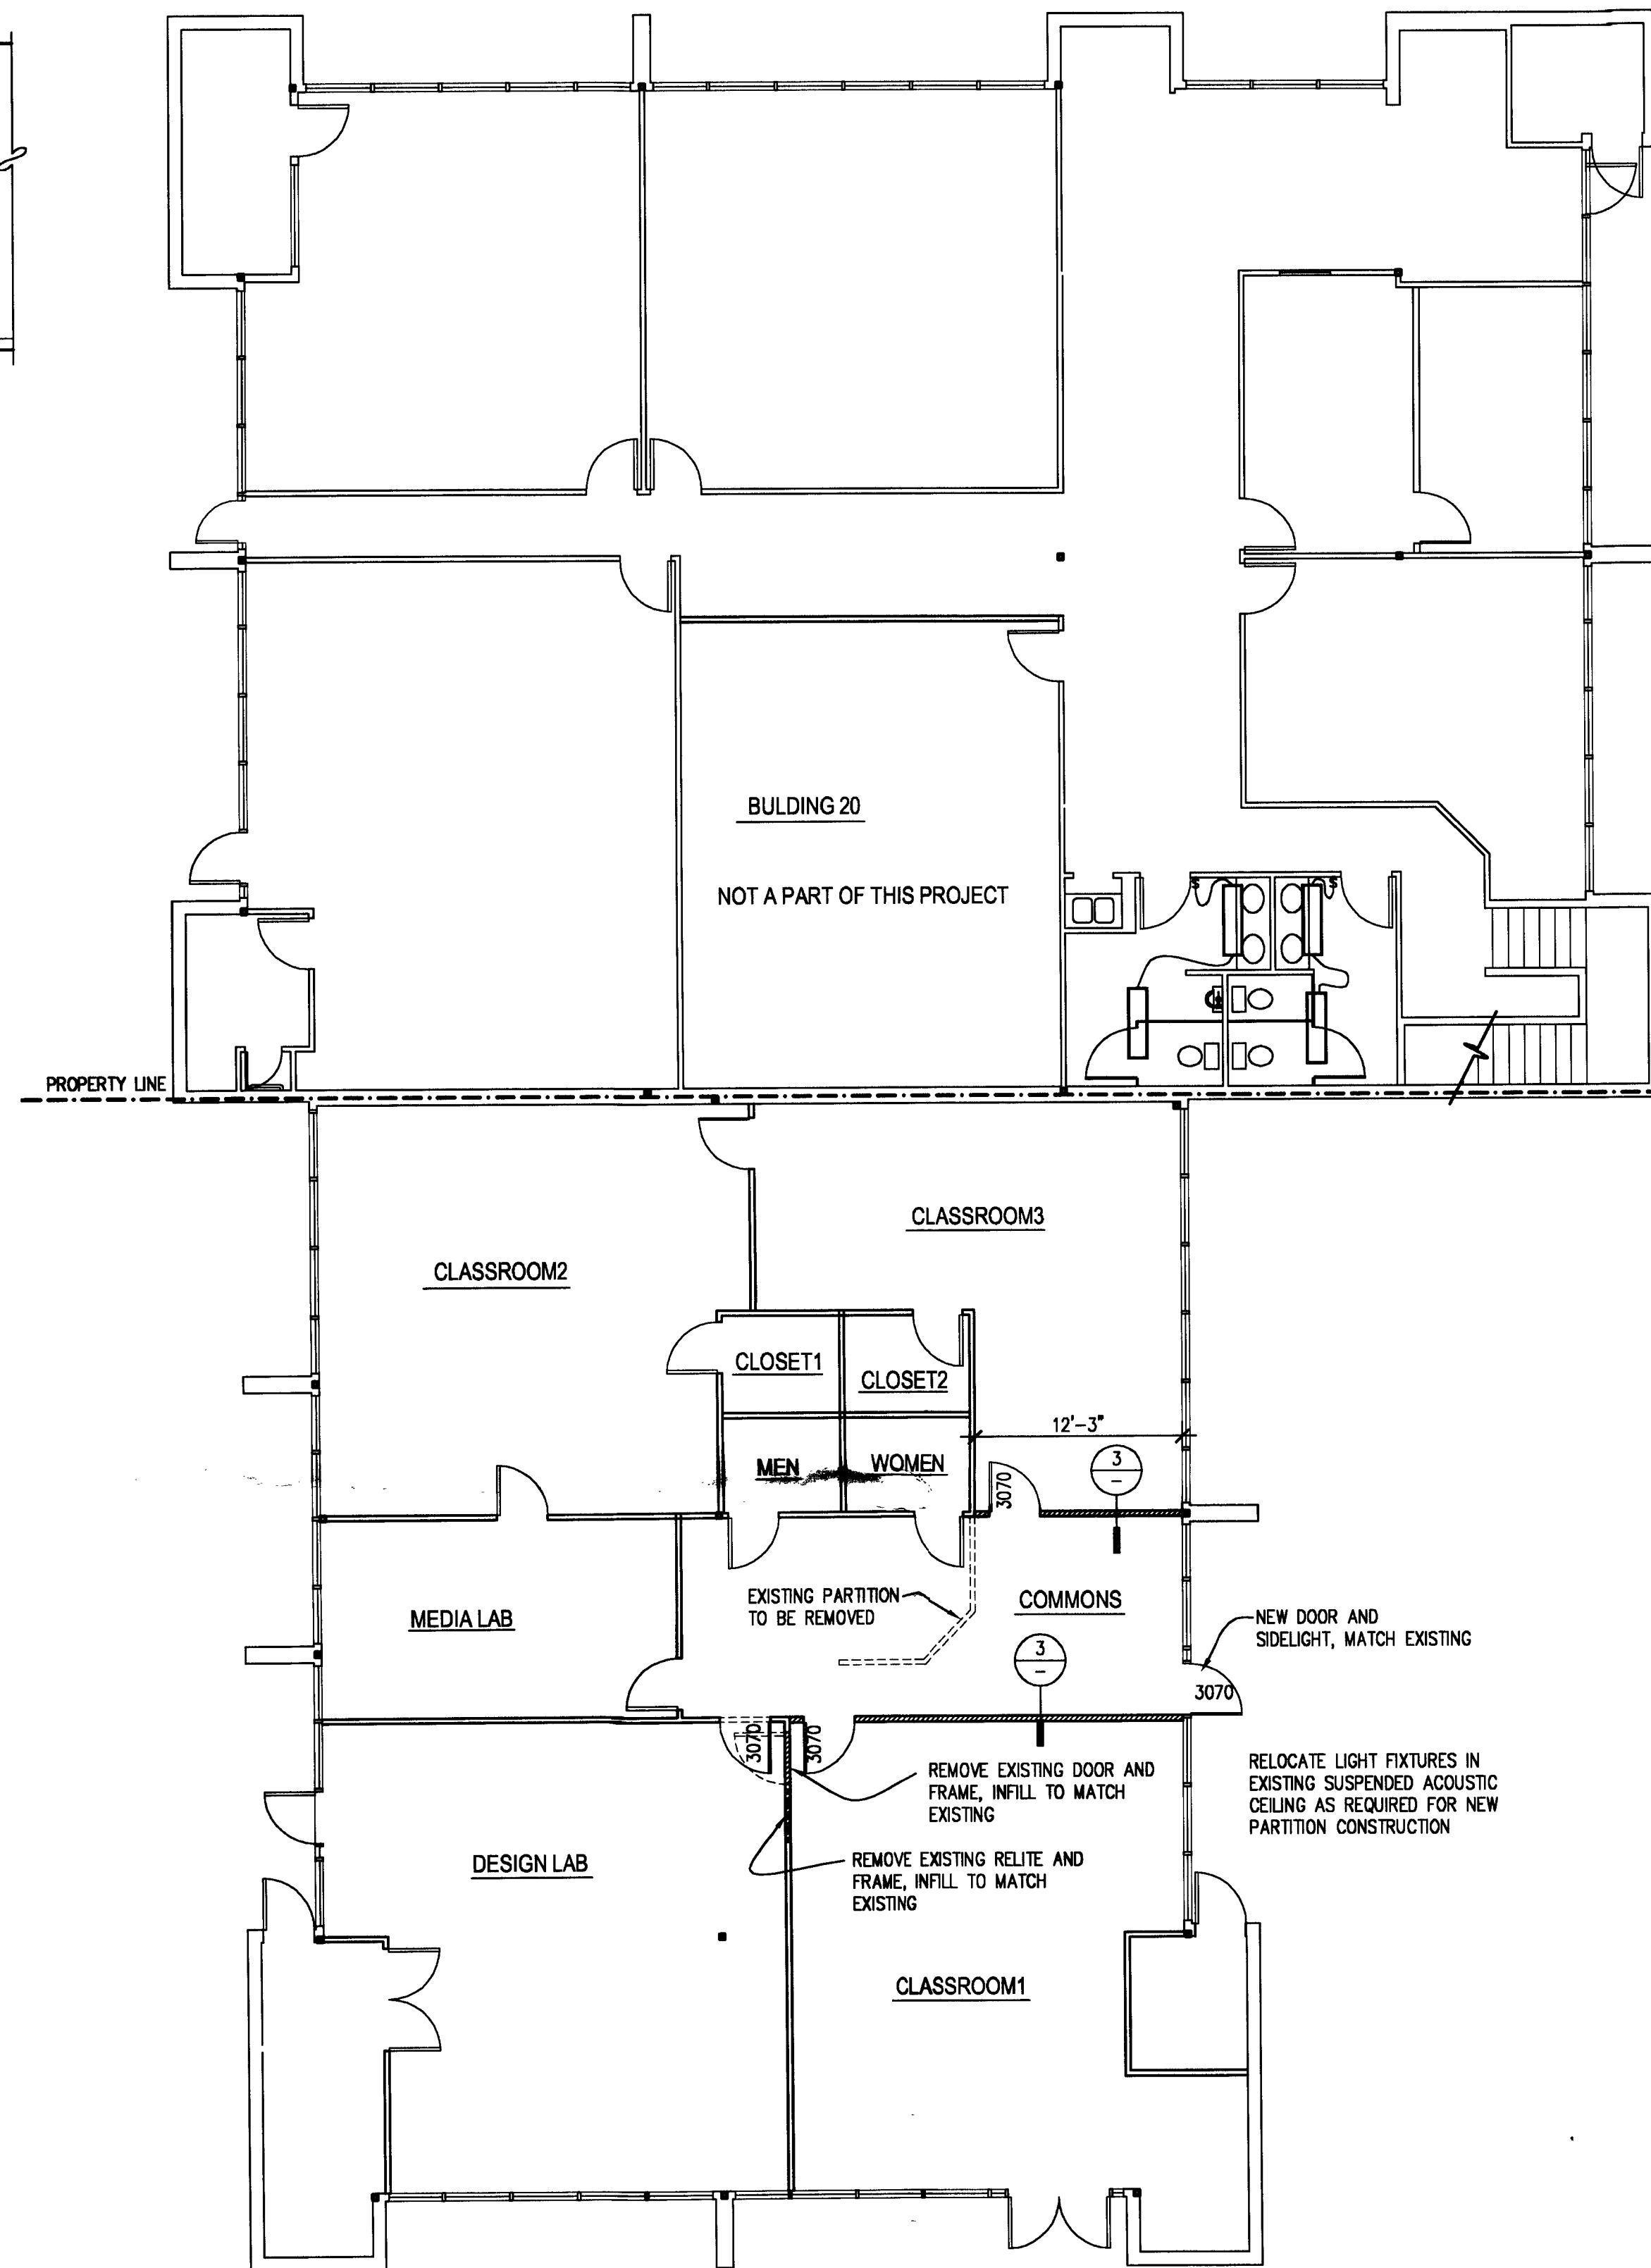 BULDING 20
NOT A PART OF THIS PROJECT
S
S
PROPERTY LINE
CLASSROOM3
CLASSROOM2
CLOSET1
CLOSET2
12'-3"
3
-
MEN
WOMEN
3070
EXISTING PARTITION
TO BE REMOVED
COMMONS
MEDIA LAB
NEW DOOR AND
SIDELIGHT, MATCH EXISTING
3
-
3070
3070
3070
REMOVE EXISTING DOOR AND
FRAME, INFILL TO MATCH
EXISTING
RELOCATE LIGHT FIXTURES IN
EXISTING SUSPENDED ACOUSTIC
CEILING AS REQUIRED FOR NEW
PARTITION CONSTRUCTION
DESIGN LAB
REMOVE EXISTING RELITE AND
FRAME, INFILL TO MATCH
EXISTING
CLASSROOM1